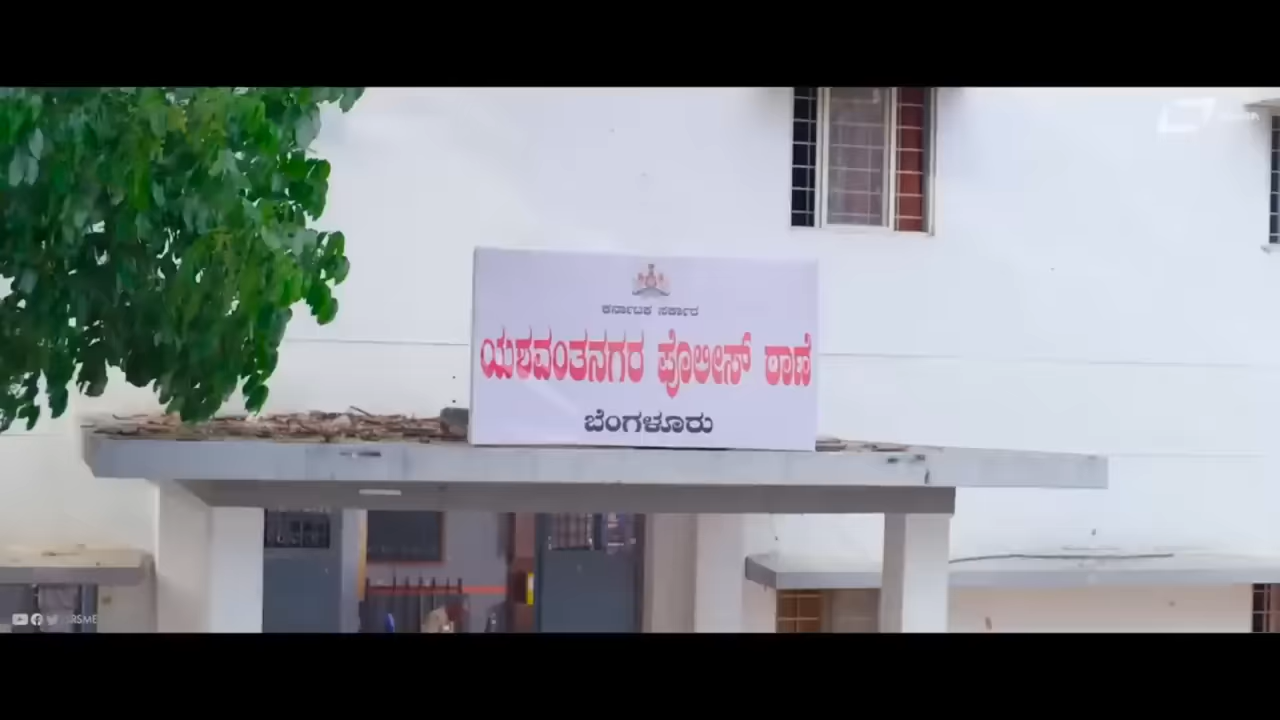 ಕರ್ನಾಟಕ ಸರ್ಕಾರ
ಯಶವಂತನಗರ ಪೊಲೀಸ್ ಠಾಣೆ
ಬೆಂಗಳೂರು